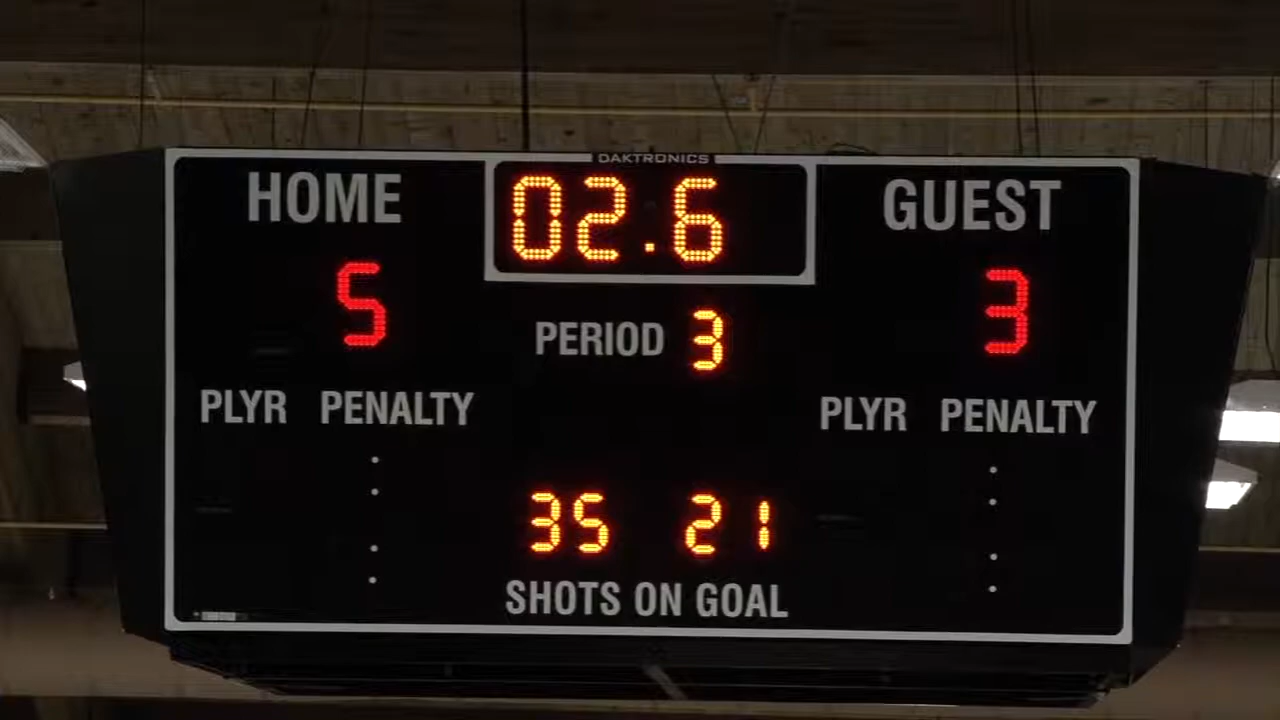 DAKTRONICS
HOME 02.6 GUEST
5 3
PERIOD 3
PLYR PENALTY PLYR PENALTY
35 21
SHOTS ON GOAL